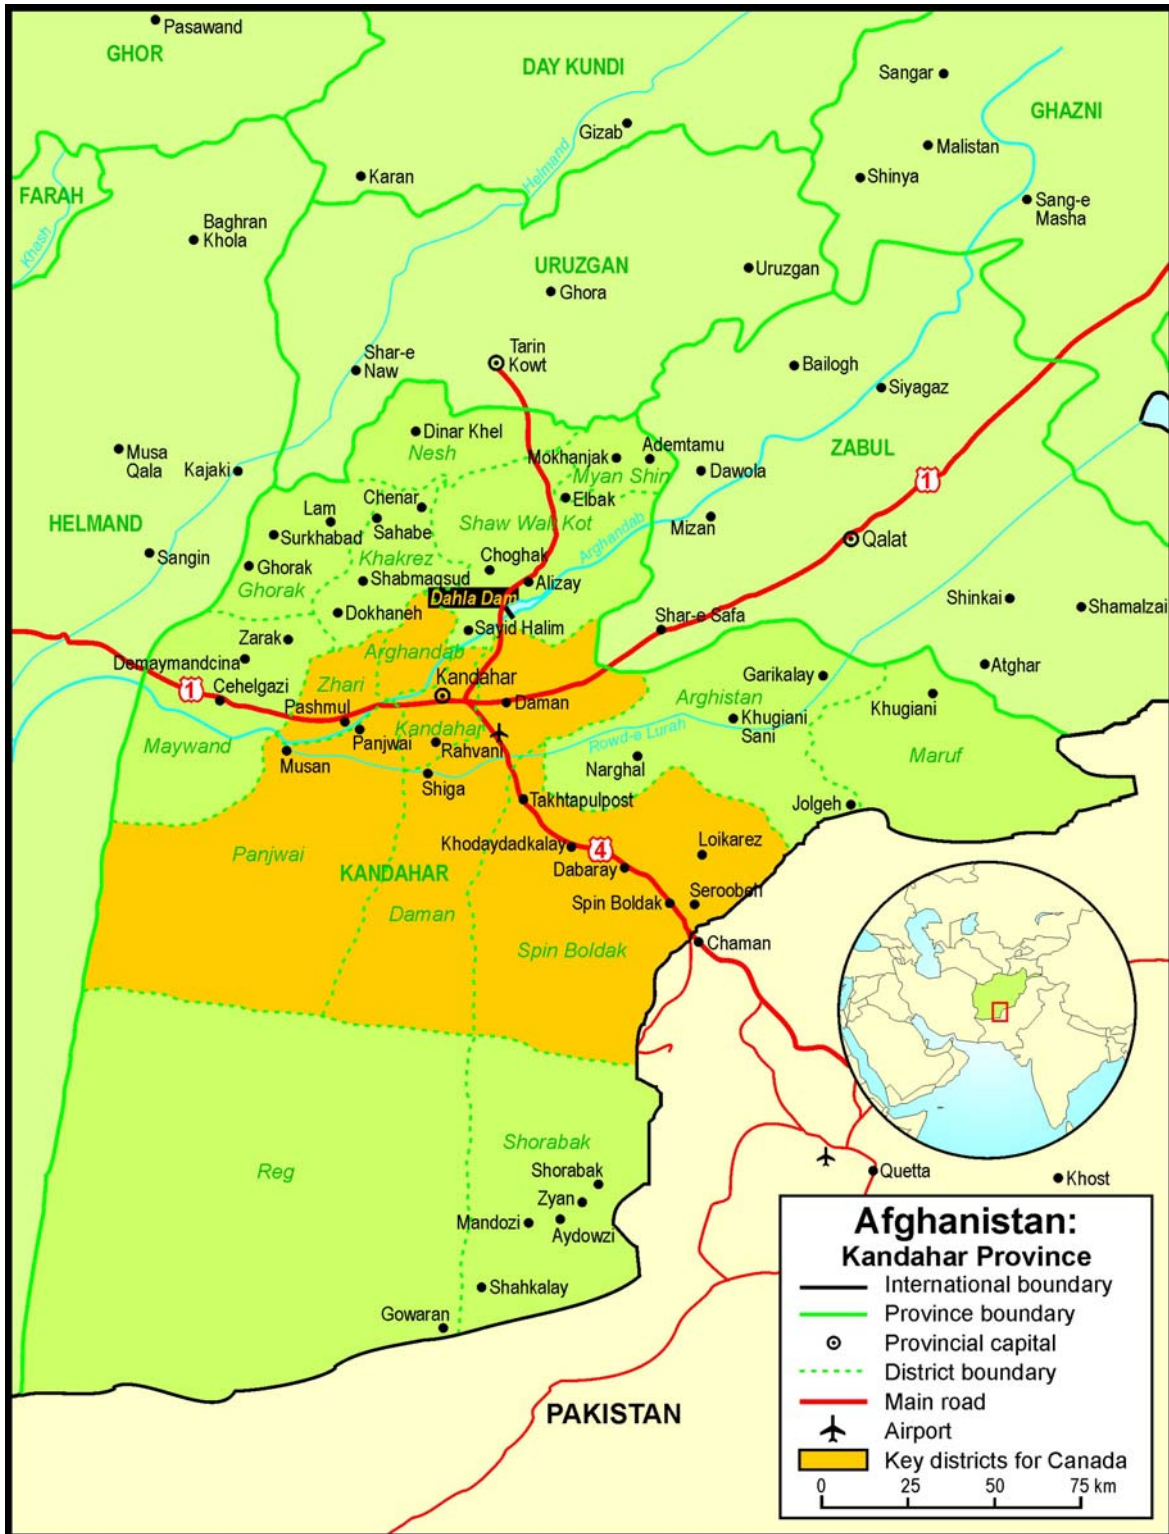 Pasawand
GHOR
DAY KUNDI
Sangar
GHAZNI
Gizab
Malistan
Karan
Helmand
Shinya
FARAH
Sang-e
Masha
Baghran
Khola
Khash
URUZGAN
Uruzgan
Ghora
Tarin
Kowt
Shar-e
Naw
Bailogh
Siyagaz
Dinar Khel
Nesh
Ademtamu
ZABUL
Musa
Qala
Kajaki
Mokhanjak
Myan Shin
Dawola
1
Chenar
Elbak
Lam
Sahabe
Shaw Wali Kot
Mizan
HELMAND
Surkhabad
Arghandab
Qalat
Sangin
Khakrez
Choghak
Ghorak
Ghorak
Shabmaqsud
Alizay
Dahla Dam
Shinkai
Shamalzai
Dokhaneh
Shar-e Safa
Zarak
Sayid Halim
Arghandab
Demaymandcina
Atghar
Garikalay
Zhari
Kandahar
1
Cehelgazi
Daman
Arghistan
Khugiani
Pashmul
Khugiani
Sani
Kandahar
Panjwai
Rahvani
Rowd-e Lurah
Maywand
Maruf
Musan
Narghal
Shiga
Takhtapulpost
Jolgeh
Khodaydadkalay
4
Loikarez
Panjwai
KANDAHAR
Dabaray
Seroobeh
Spin Boldak
Daman
Chaman
Spin Boldak
Shorabak
Reg
Shorabak
Quetta
Khost
Zyan
Mandozi
Aydowzi
Shahkalay
Gowaran
PAKISTAN
Afghanistan:
Kandahar Province
International boundary
Province boundary
Provincial capital
District boundary
Main road
Airport
Key districts for Canada
0 25 50 75 km